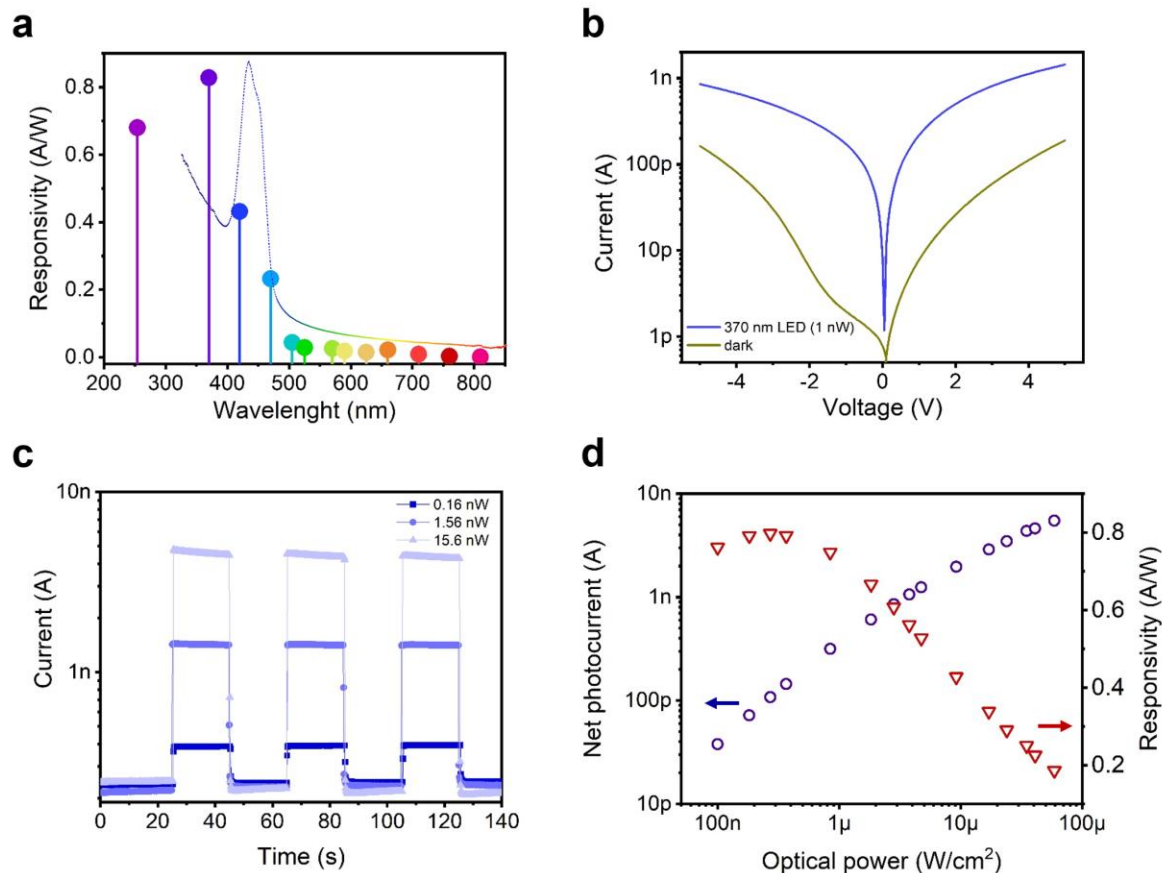 a
Responsivity (A/W)
0.8
0.6
0.4
0.2
0.0
200 300 400 500 600 700 800
Wavelenght (nm)
b
Current (A)
1n
100p
10p
1p
370 nm LED (1 nW)
dark
-4 -2 0 2 4
Voltage (V)
c
Current (A)
10n
1n
0.16 nW
1.56 nW
15.6 nW
0 20 40 60 80 100 120 140
Time (s)
d
Net photocurrent (A)
10n
1n
100p
10p
0.8
0.6
0.4
0.2
Responsivity (A/W)
100n 1μ 10μ 100μ
Optical power (W/cm²)